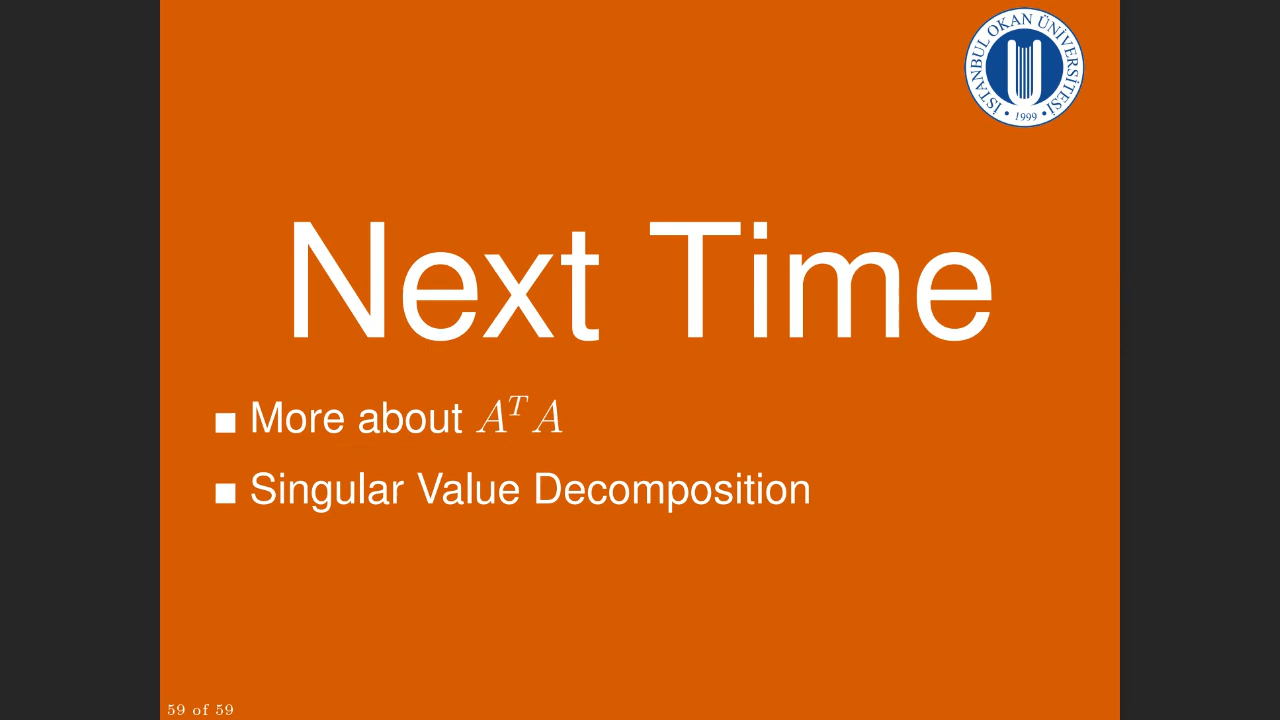 İSTANBUL OKAN ÜNİVERSİTESİ
• 1999 •
Next Time
■ More about $A^T A$
■ Singular Value Decomposition
59 of 59